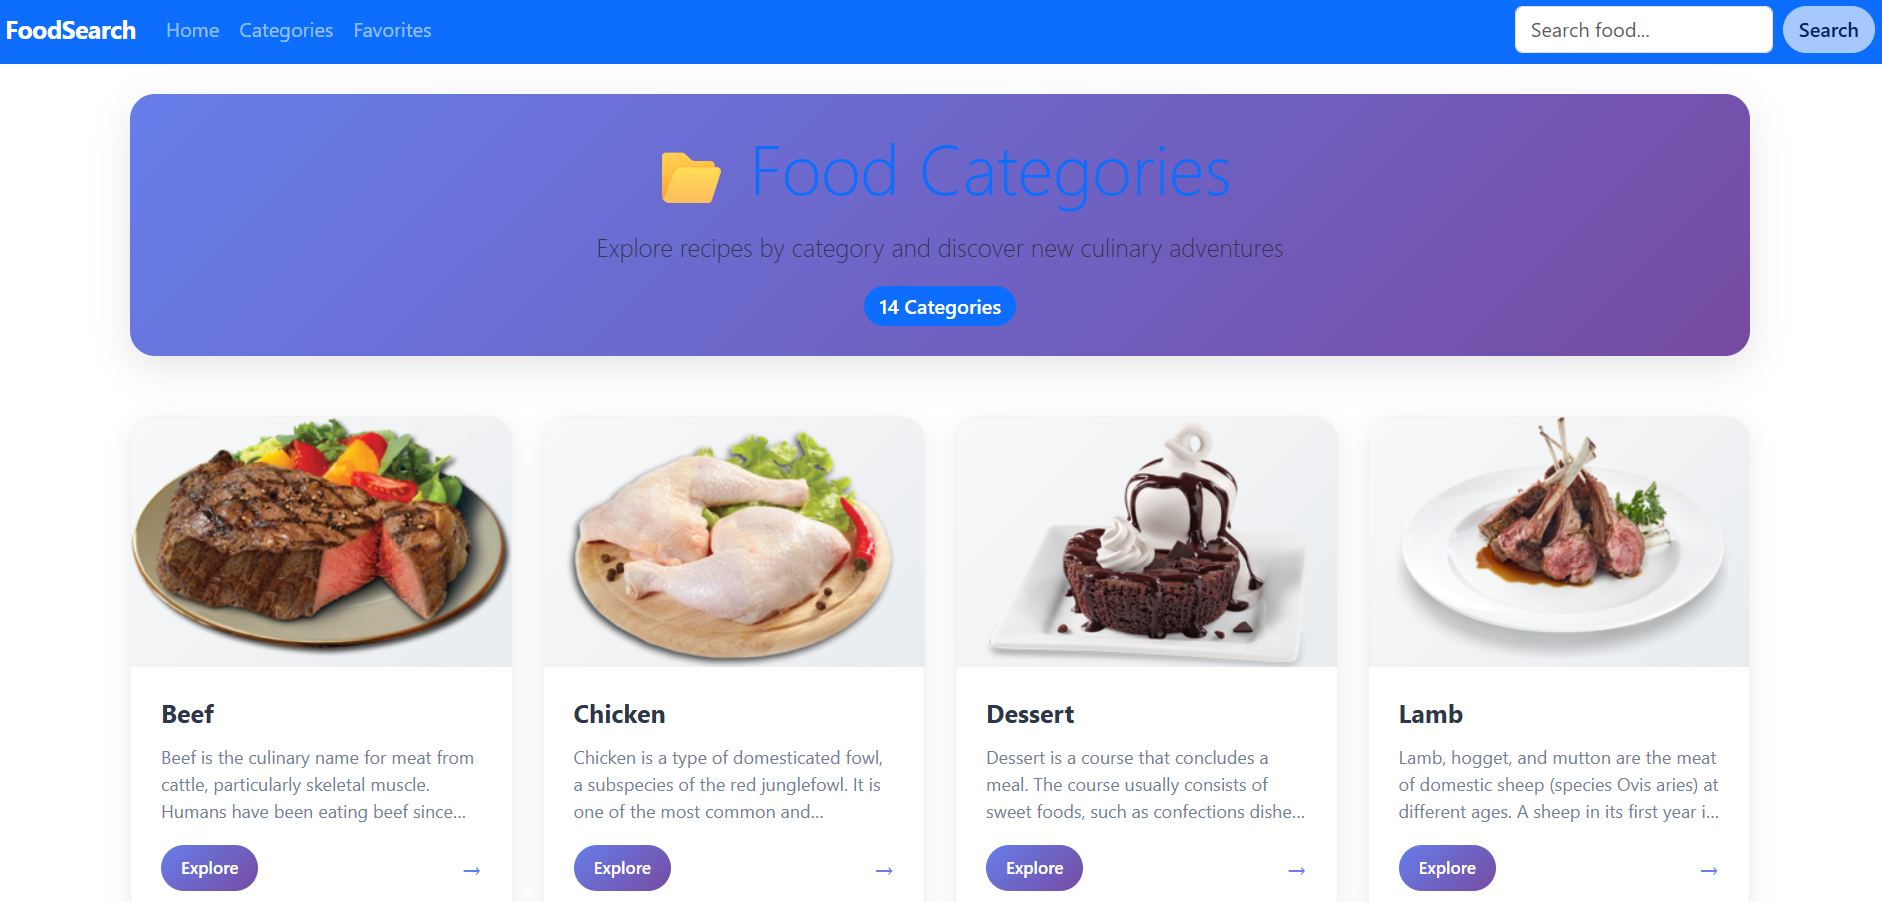 FoodSearch Home Categories Favorites Search food... Search
Food Categories
Explore recipes by category and discover new culinary adventures
14 Categories
Beef
Beef is the culinary name for meat from
cattle, particularly skeletal muscle.
Humans have been eating beef since...
Explore →
Chicken
Chicken is a type of domesticated fowl,
a subspecies of the red junglefowl. It is
one of the most common and...
Explore →
Dessert
Dessert is a course that concludes a
meal. The course usually consists of
sweet foods, such as confections dishe...
Explore →
Lamb
Lamb, hogget, and mutton are the meat
of domestic sheep (species Ovis aries) at
different ages. A sheep in its first year i...
Explore →